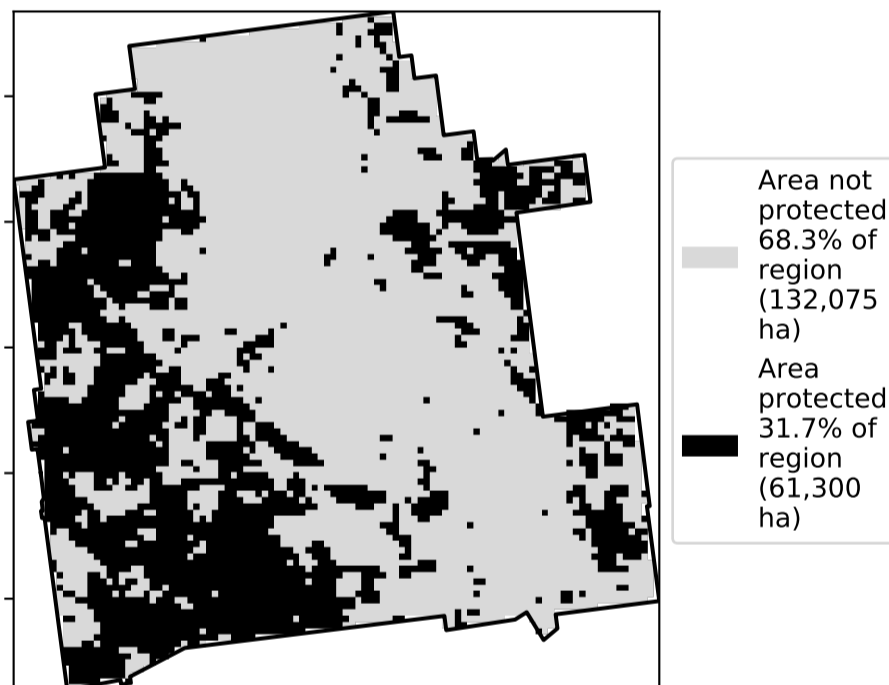 Area not
protected
68.3% of
region
(132,075
ha)
Area
protected
31.7% of
region
(61,300
ha)